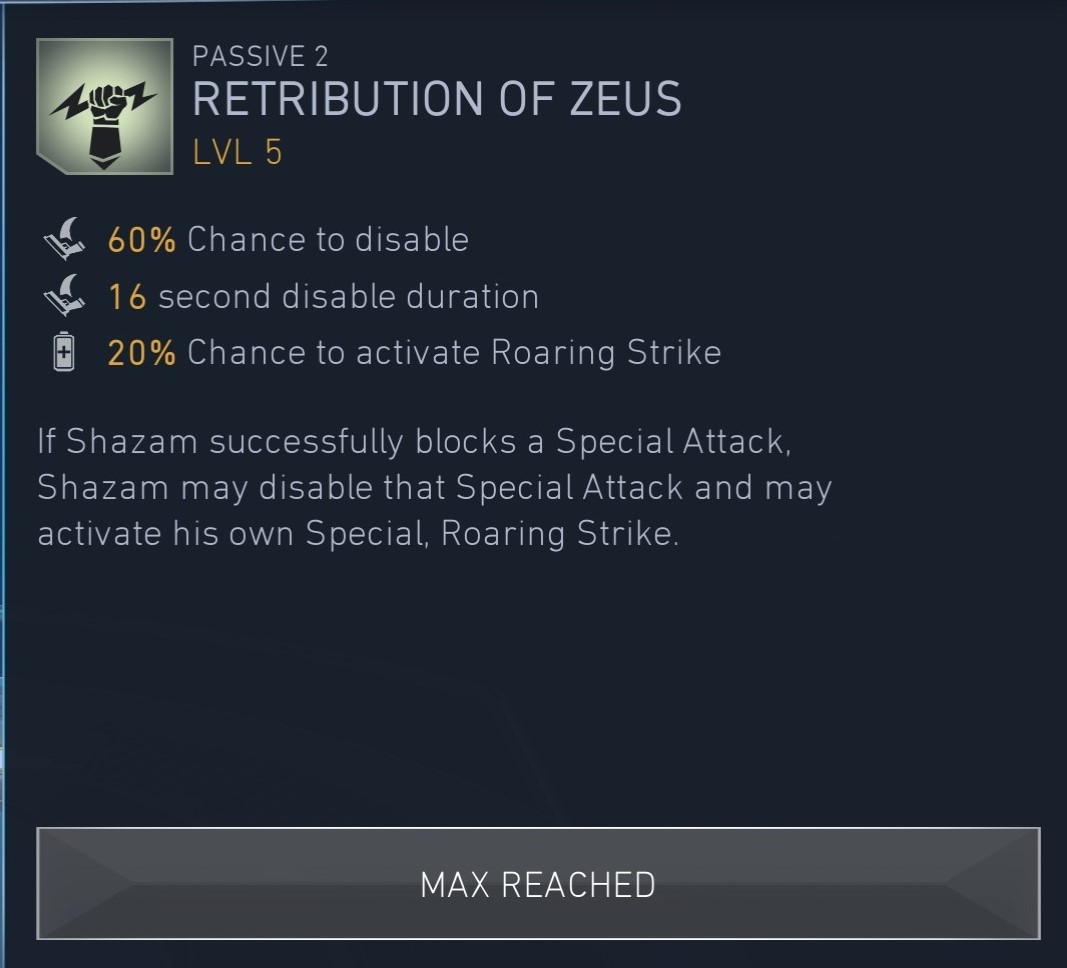 PASSIVE 2
RETRIBUTION OF ZEUS
LVL 5
60% Chance to disable
16 second disable duration
20% Chance to activate Roaring Strike
If Shazam successfully blocks a Special Attack,
Shazam may disable that Special Attack and may
activate his own Special, Roaring Strike.
MAX REACHED